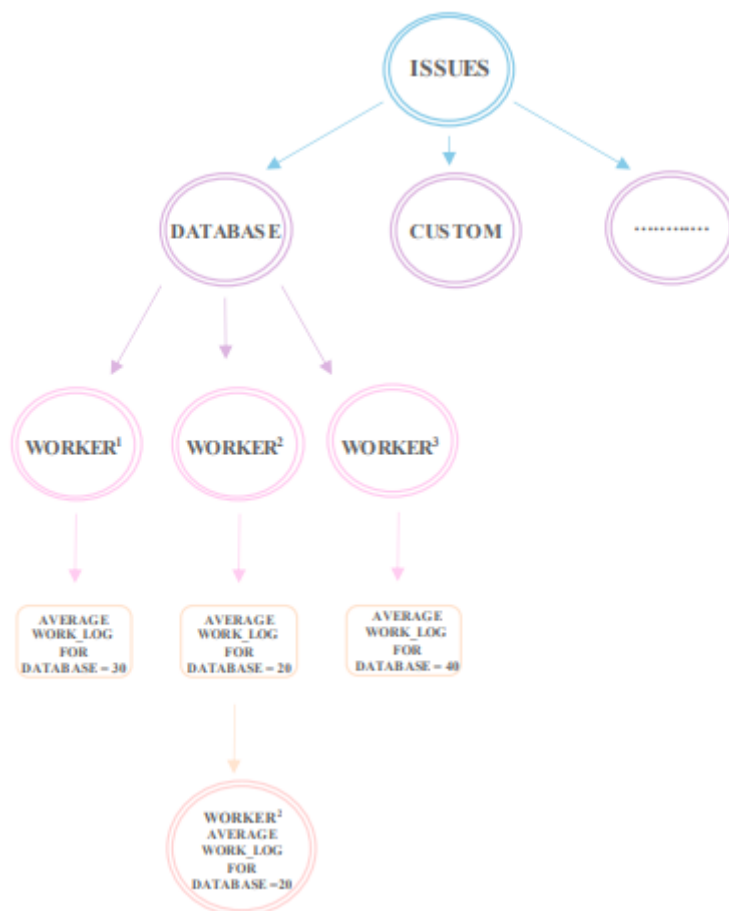 ISSUES
DATABASE
CUSTOM
............
WORKER¹
WORKER²
WORKER³
AVERAGE
WORK_LOG
FOR
DATABASE = 30
AVERAGE
WORK_LOG
FOR
DATABASE = 20
AVERAGE
WORK_LOG
FOR
DATABASE = 40
WORKER²
AVERAGE
WORK_LOG
FOR
DATABASE =20